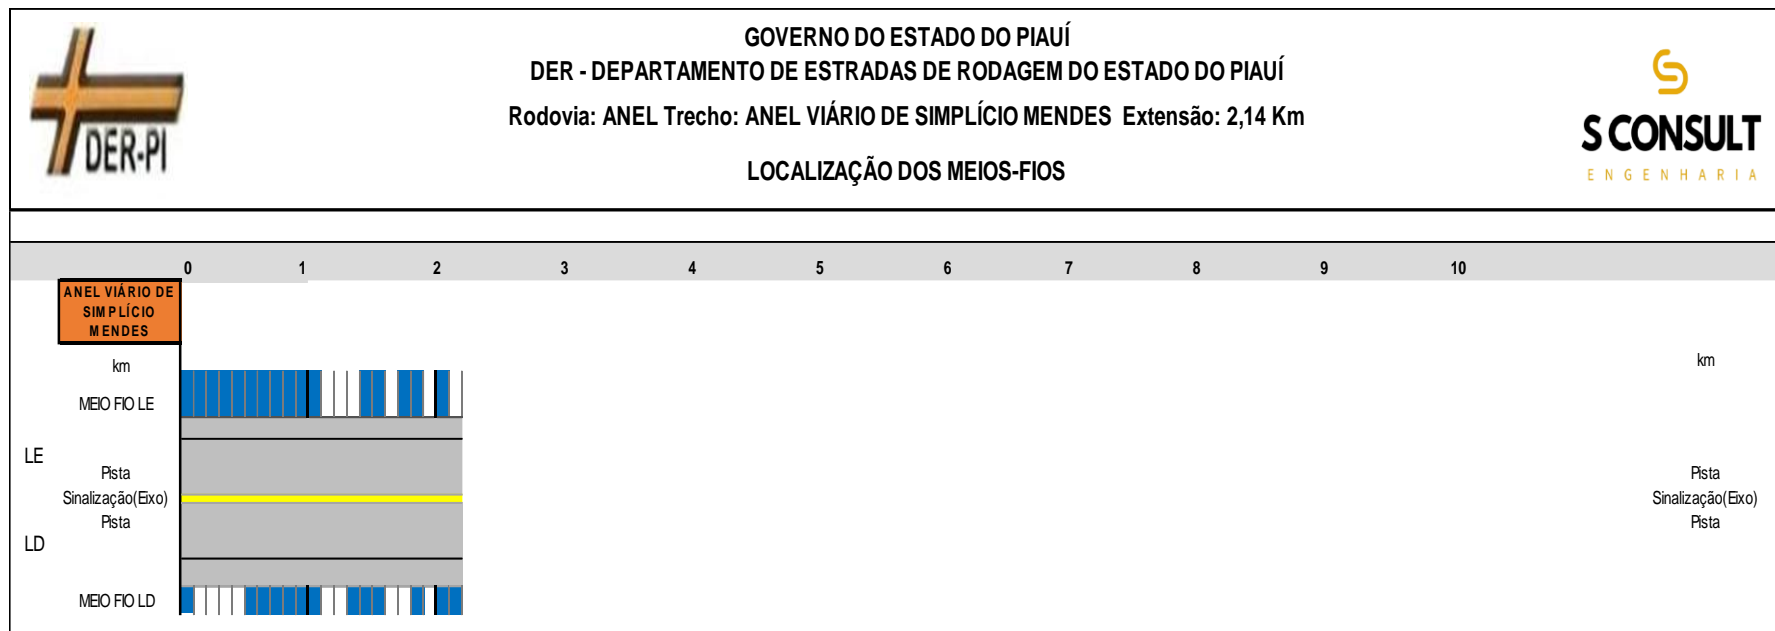 GOVERNO DO ESTADO DO PIAUÍ
DER - DEPARTAMENTO DE ESTRADAS DE RODAGEM DO ESTADO DO PIAUÍ
Rodovia: ANEL Trecho: ANEL VIÁRIO DE SIMPLÍCIO MENDES Extensão: 2,14 Km
LOCALIZAÇÃO DOS MEIOS-FIOS
DER-PI
S CONSULT
ENGENHARIA
0 1 2 3 4 5 6 7 8 9 10
ANEL VIÁRIO DE
SIMPLÍCIO
MENDES
km km
MEIO FIO LE
LE
Pista Pista
Sinalização(Eixo) Sinalização(Eixo)
Pista Pista
LD
MEIO FIO LD